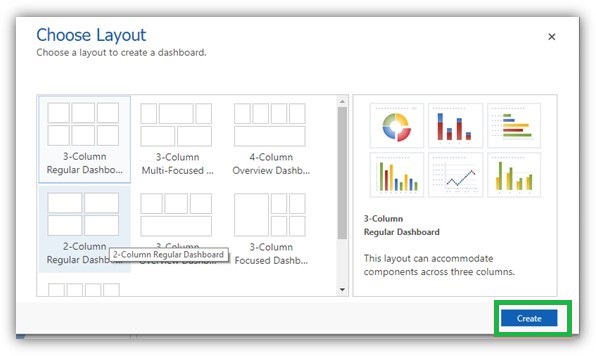 Choose Layout
Choose a layout to create a dashboard.
3-Column
Regular Dashbo...
3-Column
Multi-Focused ...
4-Column
Overview Dashb...
2-Column
Regular Dashb...
3-Column
Overview Dashb...
3-Column
Focused Dashb...
2-Column Regular Dashboard
3-Column
Regular Dashboard
This layout can accommodate
components across three columns.
Create